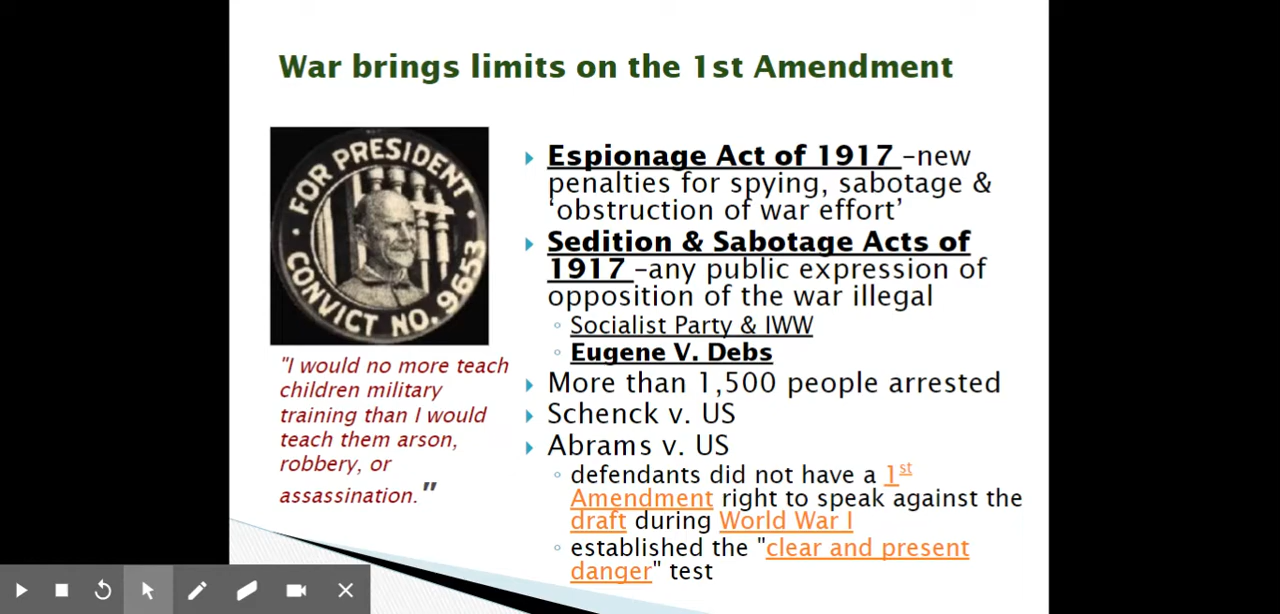 War brings limits on the 1st Amendment
· FOR PRESIDENT ·
CONVICT NO. 9653
"I would no more teach
children military
training than I would
teach them arson,
robbery, or
assassination."
Espionage Act of 1917 –new
penalties for spying, sabotage &
‘obstruction of war effort’
Sedition & Sabotage Acts of
1917 –any public expression of
opposition of the war illegal
Socialist Party & IWW
Eugene V. Debs
More than 1,500 people arrested
Schenck v. US
Abrams v. US
defendants did not have a 1st
Amendment right to speak against the
draft during World War I
established the "clear and present
danger" test